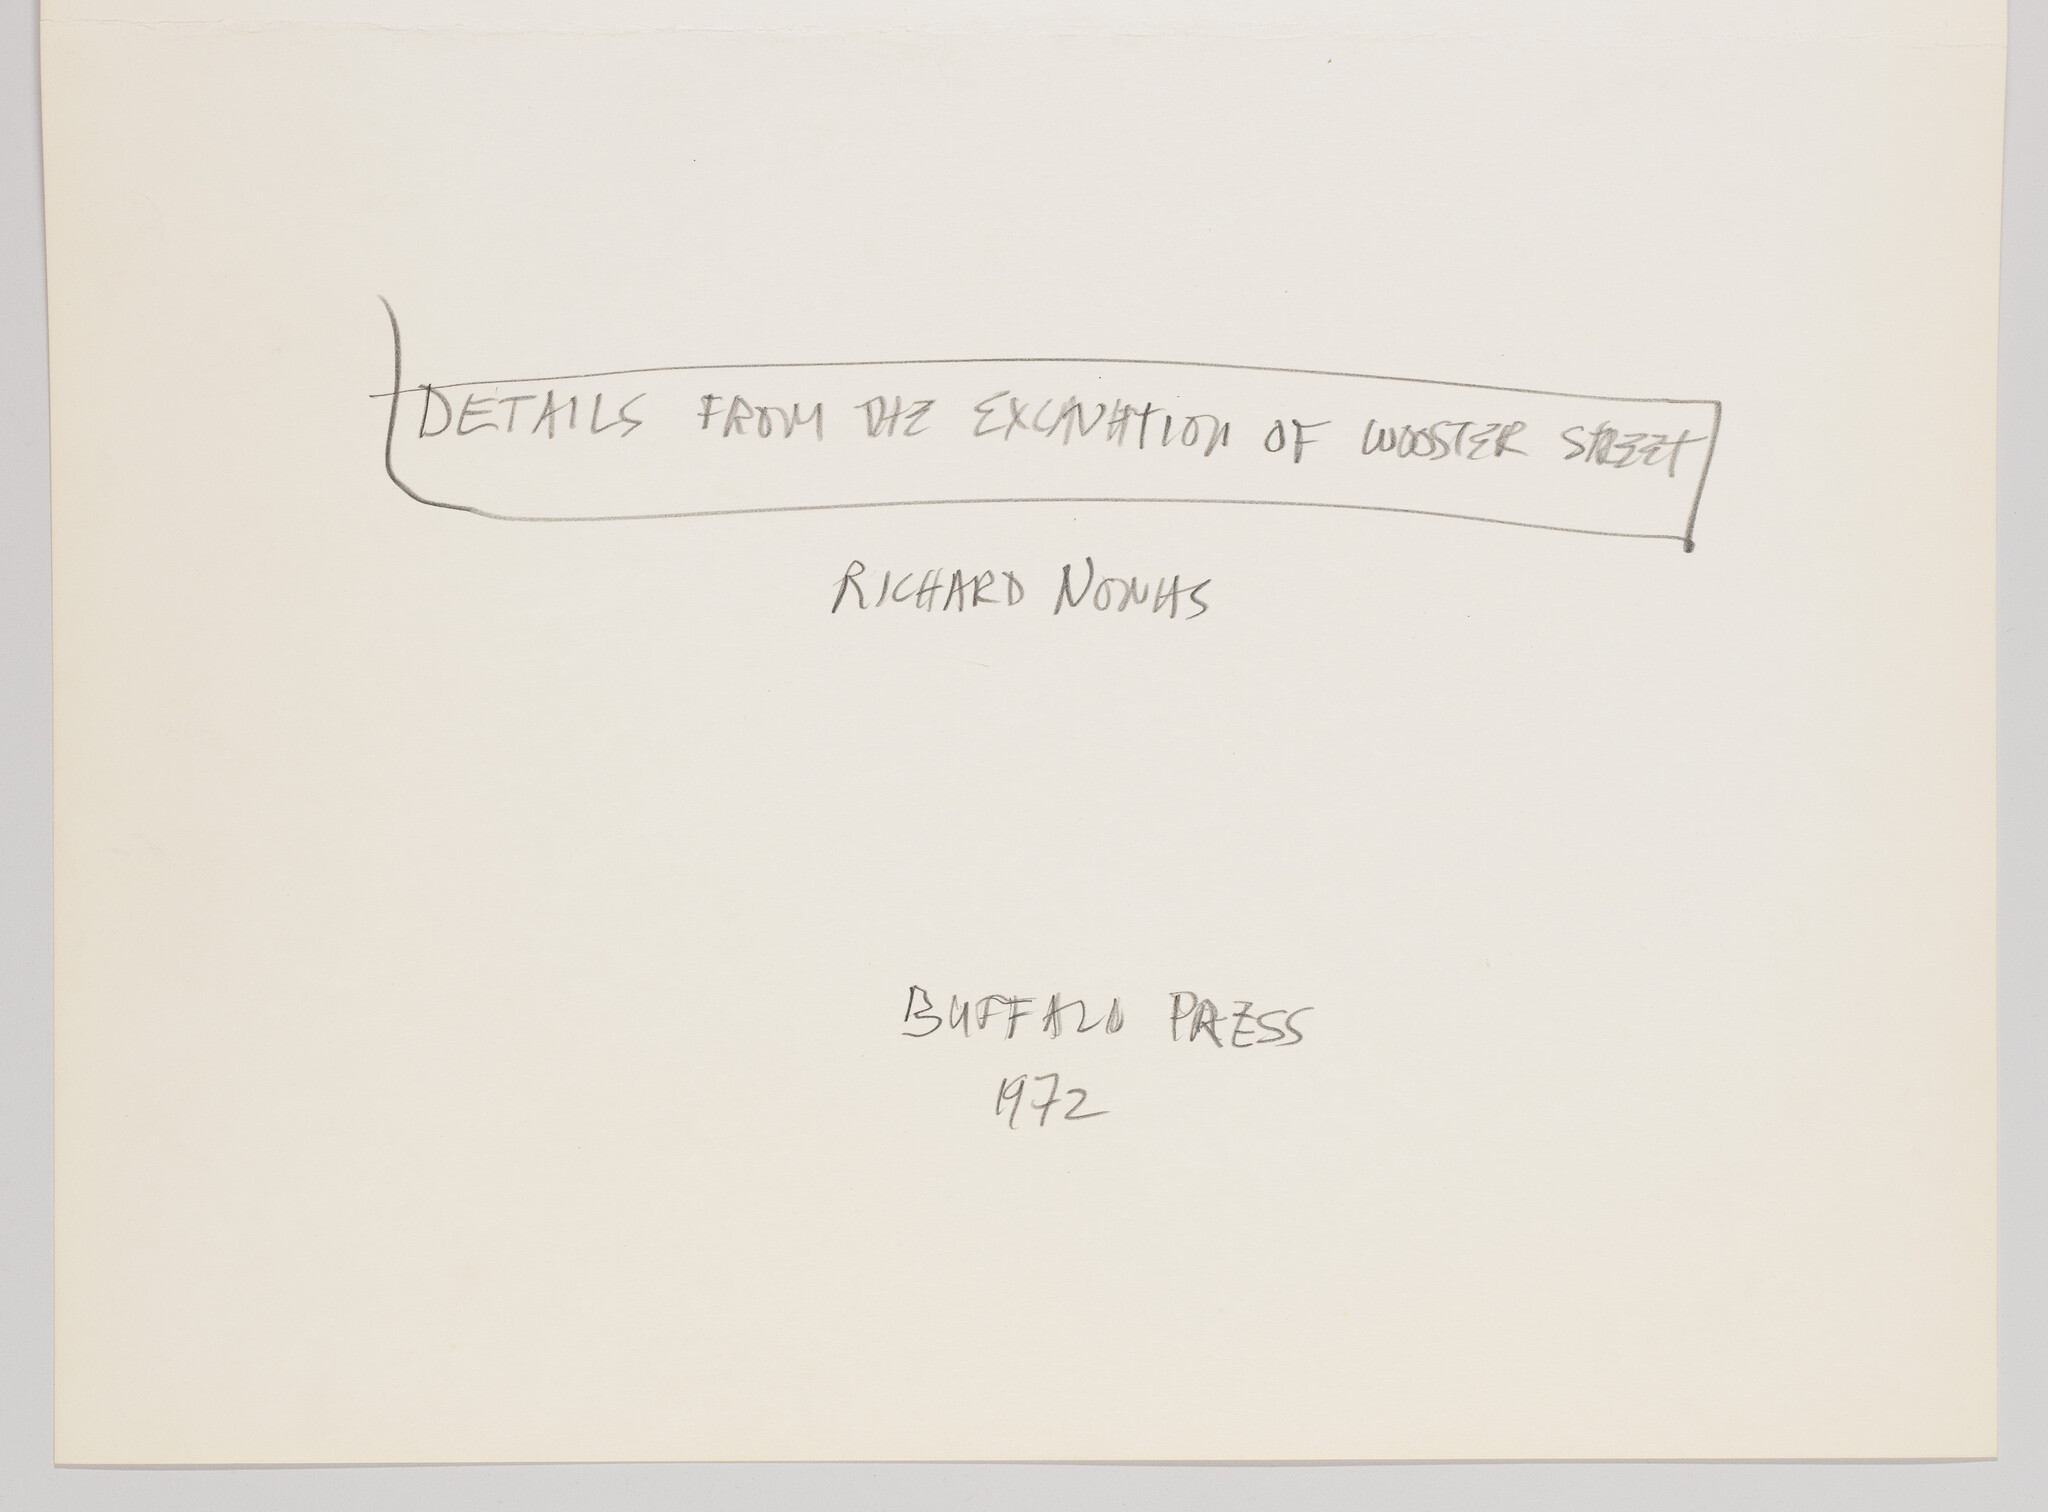 DETAILS FROM THE EXCAVATION OF WOOSTER STREET
RICHARD NONAS
BUFFALO PRESS
1972